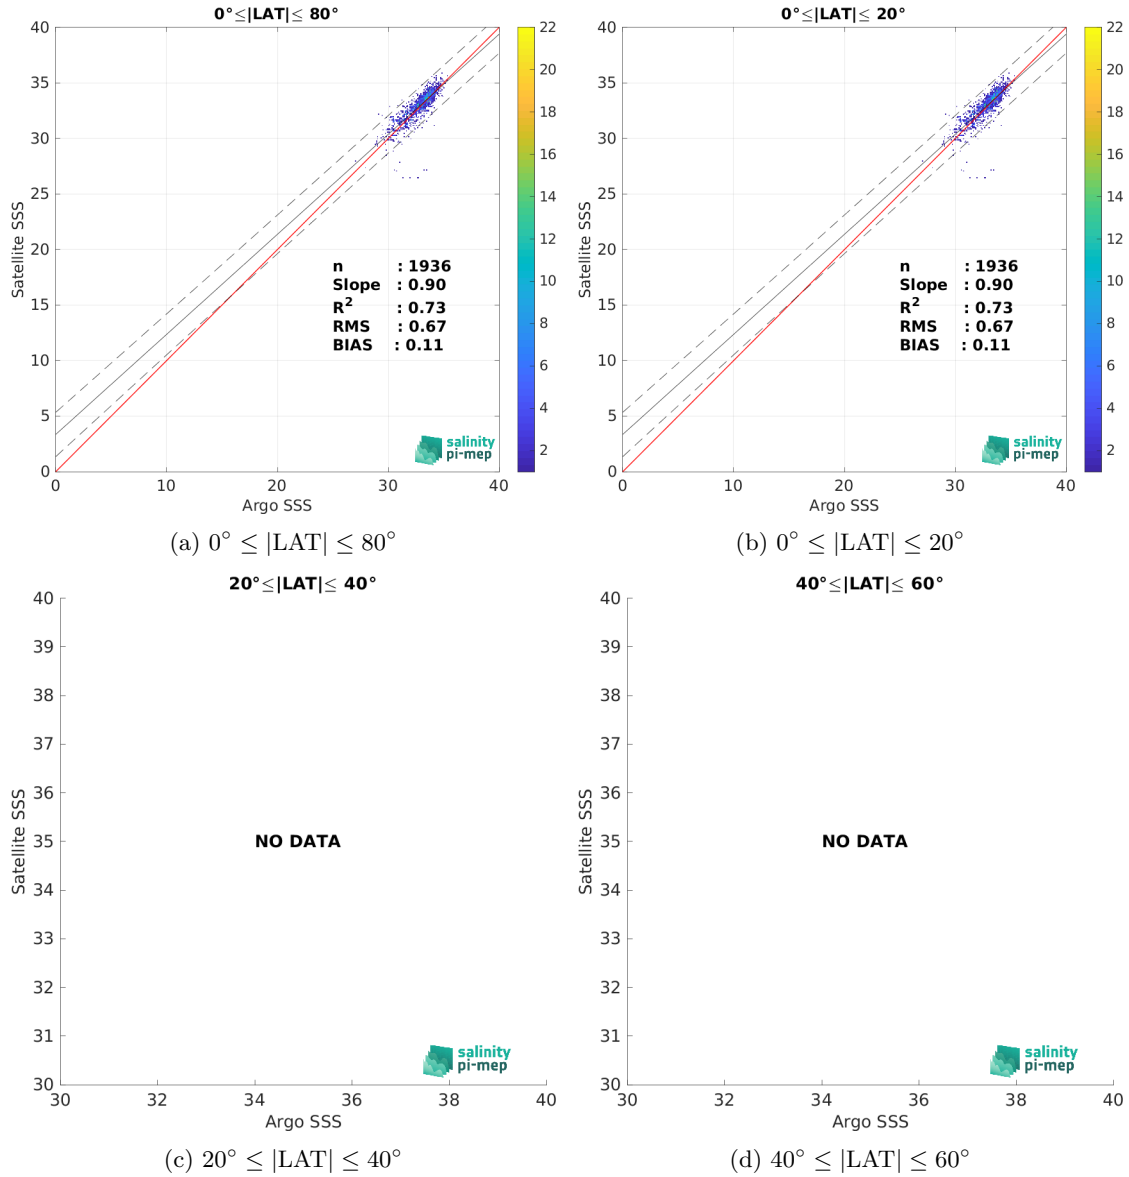 0°≤|LAT|≤ 80°
40
35
30
25
20
15
10
5
0
0
10
20
30
40
Satellite SSS
Argo SSS
n : 1936
Slope : 0.90
R² : 0.73
RMS : 0.67
BIAS : 0.11
salinity
pi-mep
22
20
18
16
14
12
10
8
6
4
2
(a) 0° ≤ |LAT| ≤ 80°
0°≤|LAT|≤ 20°
40
35
30
25
20
15
10
5
0
0
10
20
30
40
Satellite SSS
Argo SSS
n : 1936
Slope : 0.90
R² : 0.73
RMS : 0.67
BIAS : 0.11
salinity
pi-mep
22
20
18
16
14
12
10
8
6
4
2
(b) 0° ≤ |LAT| ≤ 20°
20°≤|LAT|≤ 40°
40
39
38
37
36
35
34
33
32
31
30
30
32
34
36
38
40
Satellite SSS
Argo SSS
NO DATA
salinity
pi-mep
(c) 20° ≤ |LAT| ≤ 40°
40°≤|LAT|≤ 60°
40
39
38
37
36
35
34
33
32
31
30
30
32
34
36
38
40
Satellite SSS
Argo SSS
NO DATA
salinity
pi-mep
(d) 40° ≤ |LAT| ≤ 60°